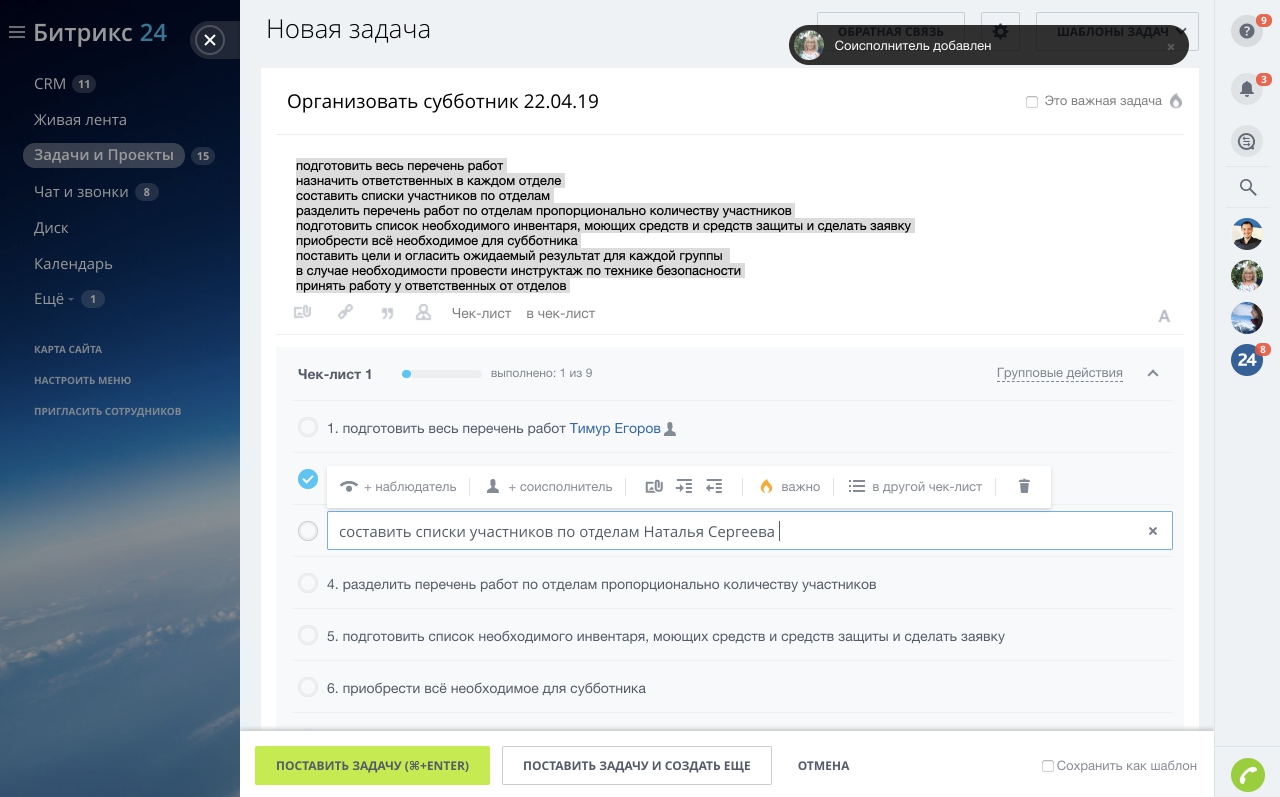 Битрикс 24
CRM 11
Живая лента
Задачи и Проекты 15
Чат и звонки 8
Диск
Календарь
Ещё 1
КАРТА САЙТА
НАСТРОИТЬ МЕНЮ
ПРИГЛАСИТЬ СОТРУДНИКОВ
Новая задача
ОБРАТНАЯ СВЯЗЬ
ШАБЛОНЫ ЗАДАЧ
Соисполнитель добавлен
Организовать субботник 22.04.19
Это важная задача
подготовить весь перечень работ
назначить ответственных в каждом отделе
составить списки участников по отделам
разделить перечень работ по отделам пропорционально количеству участников
подготовить список необходимого инвентаря, моющих средств и средств защиты и сделать заявку
приобрести всё необходимое для субботника
поставить цели и огласить ожидаемый результат для каждой группы
в случае необходимости провести инструктаж по технике безопасности
принять работу у ответственных от отделов
Чек-лист в чек-лист
A
Чек-лист 1 выполнено: 1 из 9 Групповые действия
1. подготовить весь перечень работ Тимур Егоров
+ наблюдатель + соисполнитель важно в другой чек-лист
составить списки участников по отделам Наталья Сергеева
4. разделить перечень работ по отделам пропорционально количеству участников
5. подготовить список необходимого инвентаря, моющих средств и средств защиты и сделать заявку
6. приобрести всё необходимое для субботника
ПОСТАВИТЬ ЗАДАЧУ (⌘+ENTER) ПОСТАВИТЬ ЗАДАЧУ И СОЗДАТЬ ЕЩЕ ОТМЕНА Сохранить как шаблон
9
3
24 8